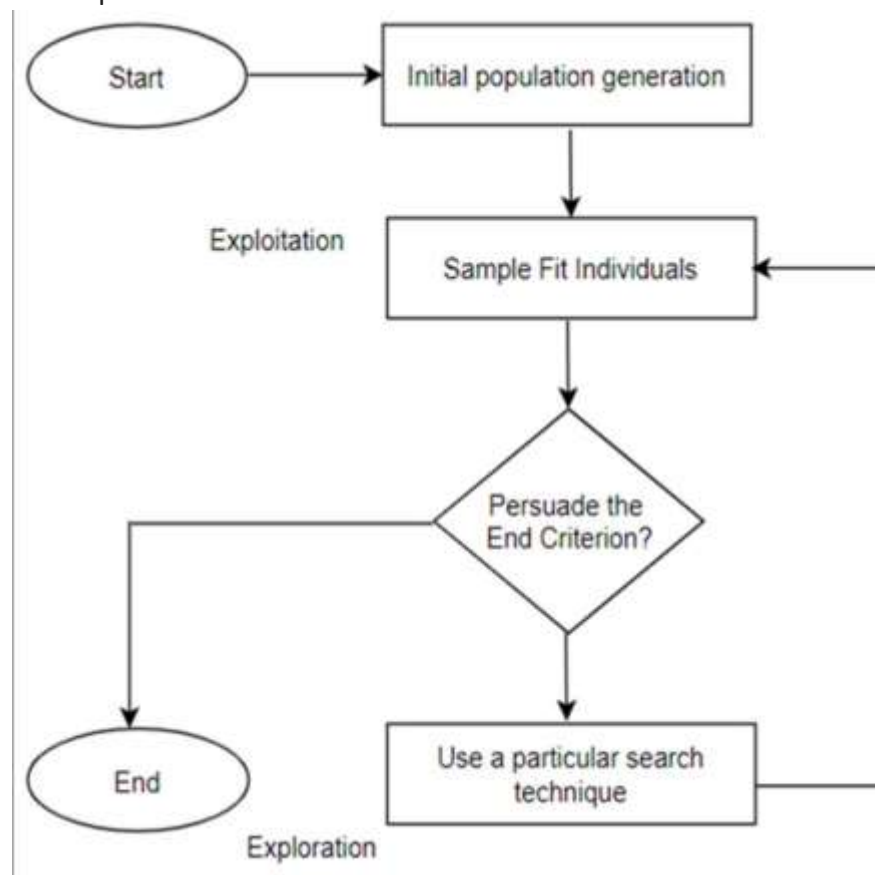 Start
Initial population generation
Exploitation
Sample Fit Individuals
Persuade the
End Criterion?
Use a particular search
technique
End
Exploration